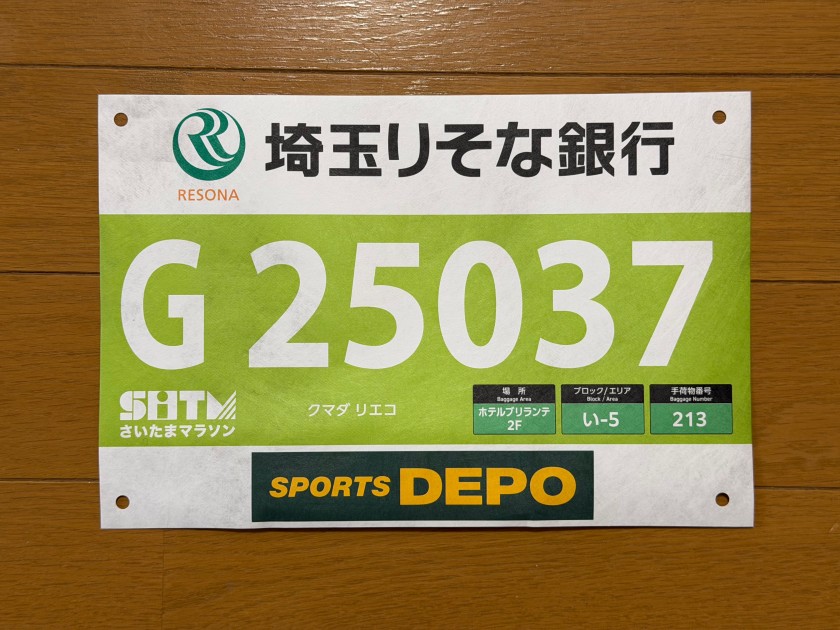 埼玉りそな銀行
RESONA
G 25037
SAITAMA
さいたまマラソン
クマダ リエコ
場所
Baggage Area
ホテルブリランテ
2F
ブロック/エリア
Block / Area
い-5
手荷物番号
Baggage Number
213
SPORTS DEPO